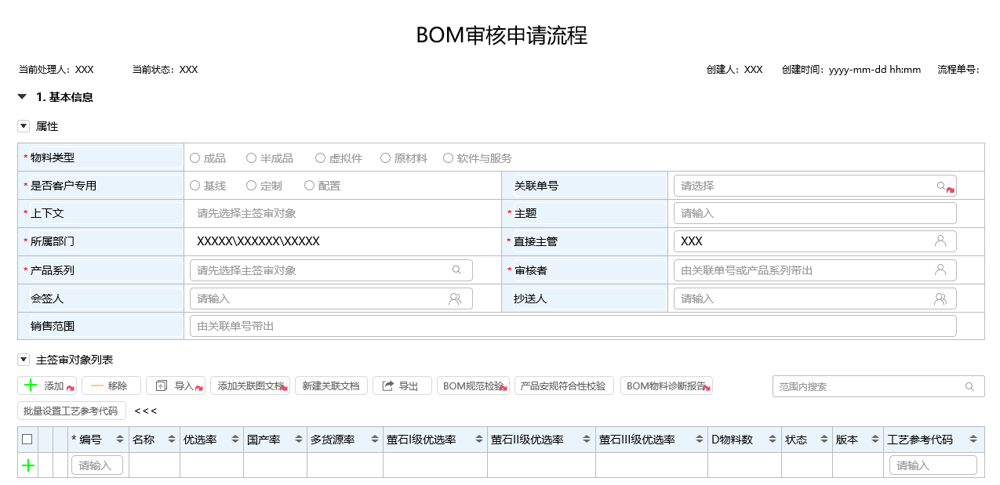 BOM审核申请流程
当前处理人：XXX 当前状态：XXX 创建人：XXX 创建时间：yyyy-mm-dd hh:mm 流程单号：
1. 基本信息
属性
* 物料类型 成品 半成品 虚拟件 原材料 软件与服务
* 是否客户专用 基线 定制 配置 关联单号 请选择
* 上下文 请先选择主签审对象 * 主题 请输入
* 所属部门 XXXXX\XXXXXX\XXXXX * 直接主管 XXX
* 产品系列 请先选择主签审对象 * 审核者 由关联单号或产品系列带出
会签人 请输入 抄送人 请输入
销售范围 由关联单号带出
主签审对象列表
添加 移除 导入 添加关联图文档 新建关联文档 导出 BOM规范检验 产品安规符合性校验 BOM物料诊断报告 范围内搜索
批量设置工艺参考代码 <<<
* 编号 名称 优选率 国产率 多货源率 萤石I级优选率 萤石II级优选率 萤石III级优选率 D物料数 状态 版本 工艺参考代码
请输入 请输入